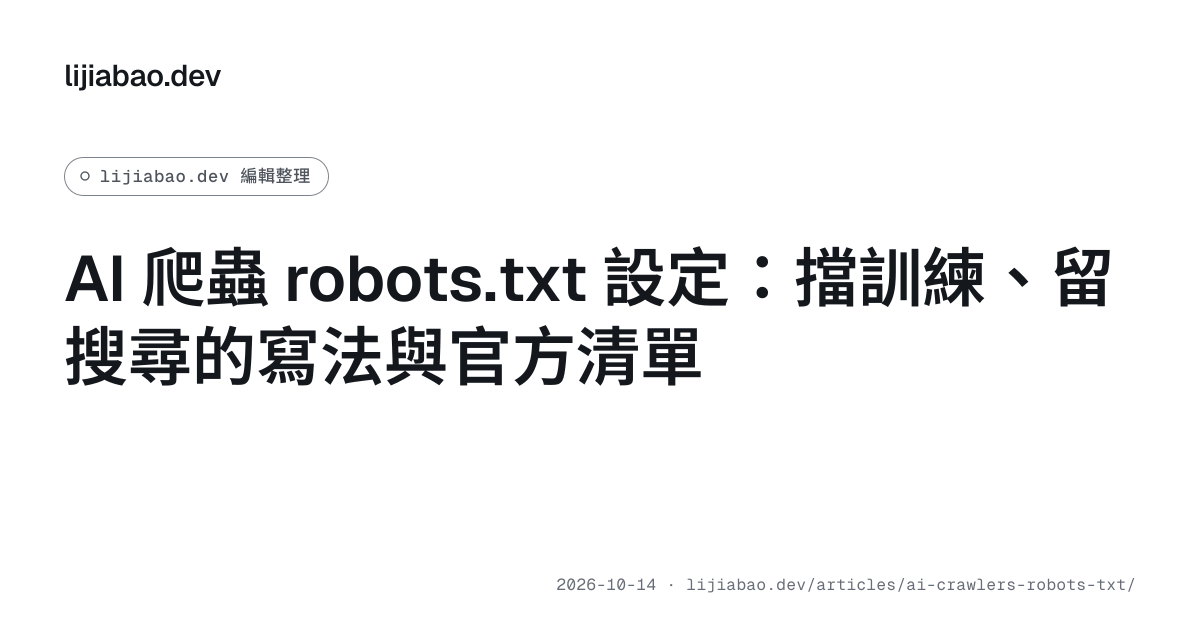 lijiabao.dev
lijiabao.dev 編輯整理
AI 爬蟲 robots.txt 設定：擋訓練、留
搜尋的寫法與官方清單
2026-10-14 · lijiabao.dev/articles/ai-crawlers-robots-txt/